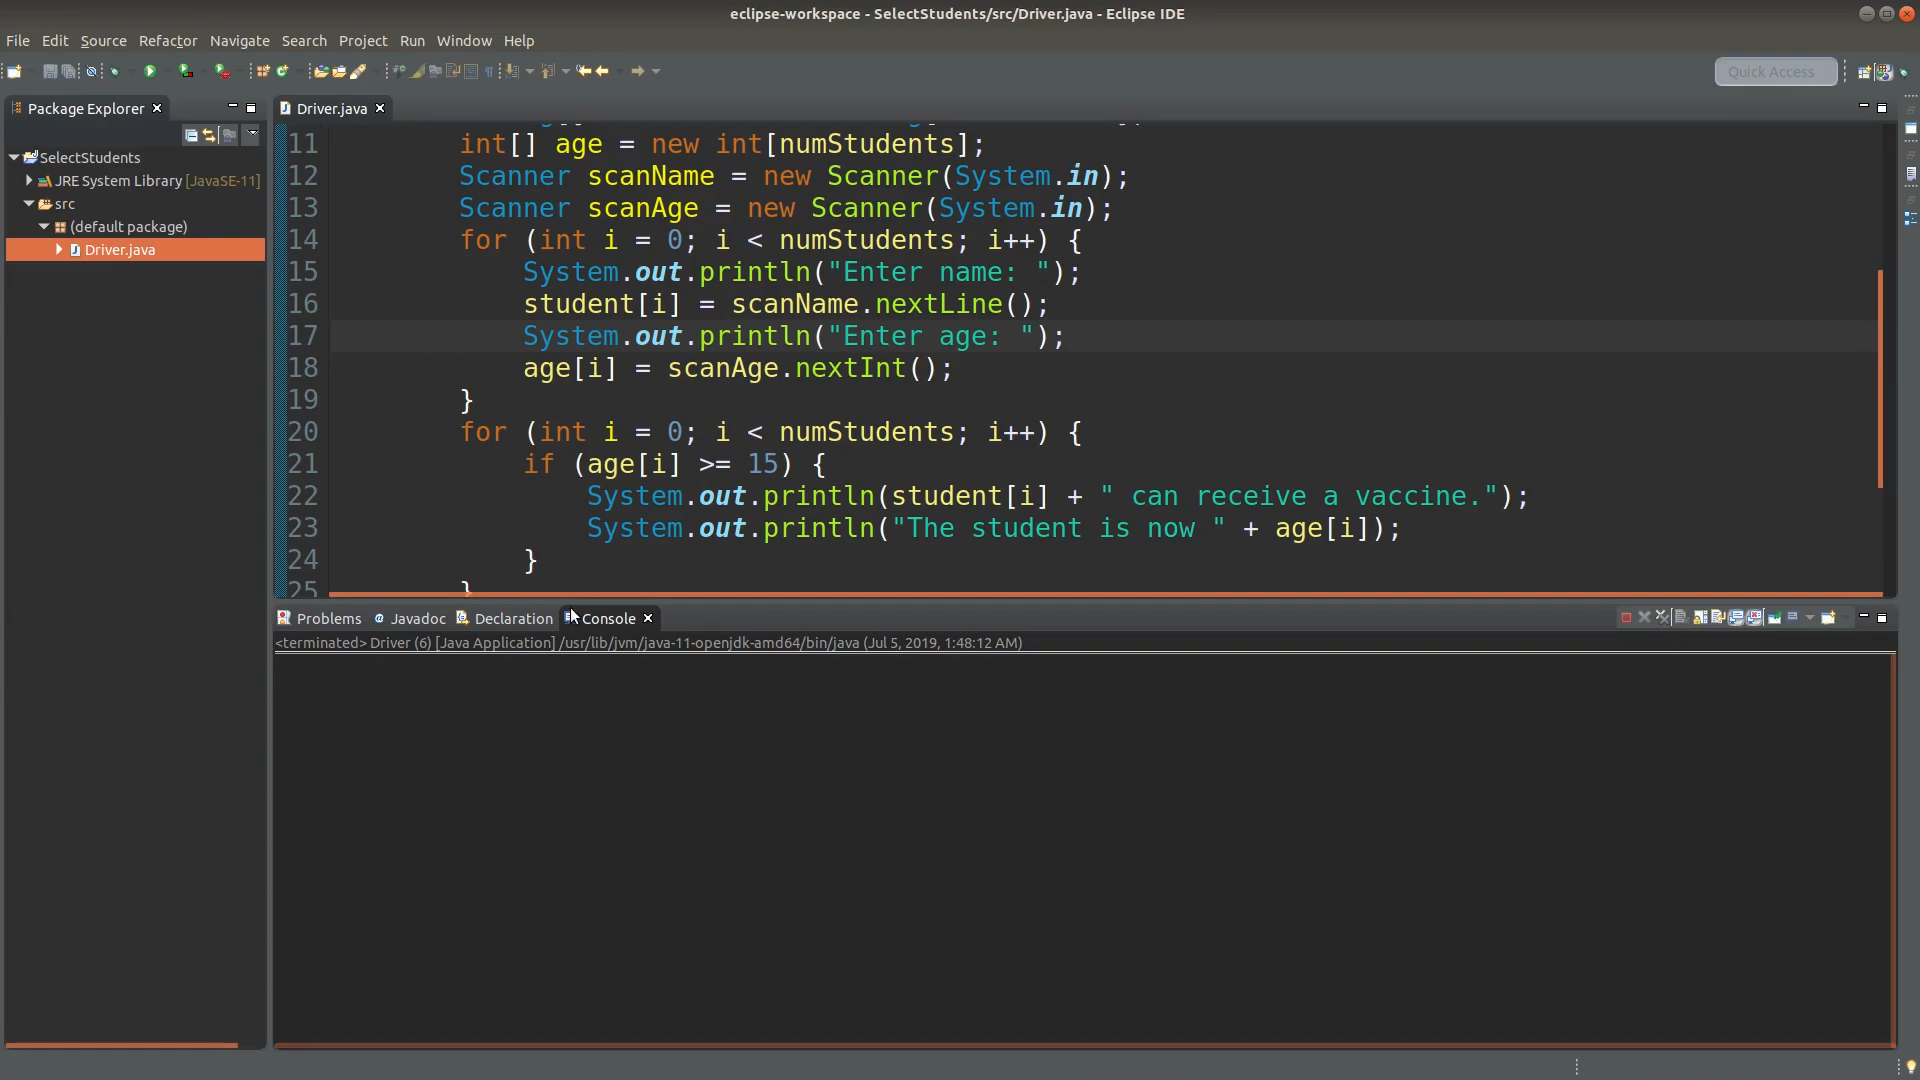 eclipse-workspace - SelectStudents/src/Driver.java - Eclipse IDE
File Edit Source Refactor Navigate Search Project Run Window Help
Quick Access
Package Explorer
Driver.java
SelectStudents
JRE System Library [JavaSE-11]
src
(default package)
Driver.java
11 int[] age = new int[numStudents];
12 Scanner scanName = new Scanner(System.in);
13 Scanner scanAge = new Scanner(System.in);
14 for (int i = 0; i < numStudents; i++) {
15 System.out.println("Enter name: ");
16 student[i] = scanName.nextLine();
17 System.out.println("Enter age: ");
18 age[i] = scanAge.nextInt();
19 }
20 for (int i = 0; i < numStudents; i++) {
21 if (age[i] >= 15) {
22 System.out.println(student[i] + " can receive a vaccine.");
23 System.out.println("The student is now " + age[i]);
24 }
25 }
Problems Javadoc Declaration Console
<terminated> Driver (6) [Java Application] /usr/lib/jvm/java-11-openjdk-amd64/bin/java (Jul 5, 2019, 1:48:12 AM)